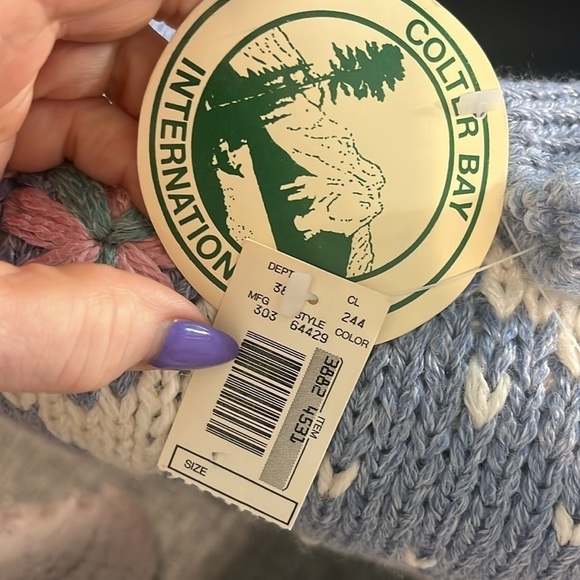 COLTER BAY
INTERNATION
DEPT
CL
38
244
MFG
STYLE
COLOR
303
64429
3882 4531
ITEM
SIZE